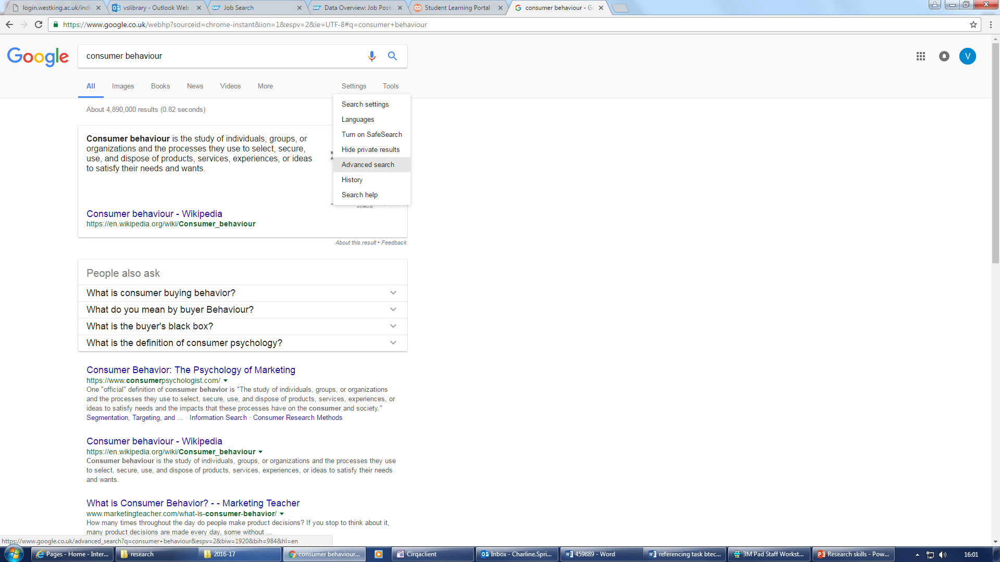 login.westking.ac.uk/inde
vslibrary - Outlook Web A
Job Search
Data Overview: Job Posti
Student Learning Portal
consumer behaviour - Go
https://www.google.co.uk/webhp?sourceid=chrome-instant&ion=1&espv=2&ie=UTF-8#q=consumer+behaviour
Google
consumer behaviour
V
All Images Books News Videos More Settings Tools
About 4,890,000 results (0.82 seconds)
Search settings
Languages
Turn on SafeSearch
Hide private results
Advanced search
History
Search help
Consumer behaviour is the study of individuals, groups, or
organizations and the processes they use to select, secure,
use, and dispose of products, services, experiences, or ideas
to satisfy their needs and wants.
Consumer behaviour - Wikipedia
https://en.wikipedia.org/wiki/Consumer_behaviour
About this result • Feedback
People also ask
What is consumer buying behavior?
What do you mean by buyer Behaviour?
What is the buyer's black box?
What is the definition of consumer psychology?
Consumer Behavior: The Psychology of Marketing
https://www.consumerpsychologist.com/
One "official" definition of consumer behavior is "The study of individuals, groups, or organizations
and the processes they use to select, secure, use, and dispose of products, services, experiences, or
ideas to satisfy needs and the impacts that these processes have on the consumer and society."
Segmentation, Targeting, and ... · Information Search · Consumer Research Methods
Consumer behaviour - Wikipedia
https://en.wikipedia.org/wiki/Consumer_behaviour
Consumer behaviour is the study of individuals, groups, or organizations and the processes they use
to select, secure, use, and dispose of products, services, experiences, or ideas to satisfy their needs
and wants.
What is Consumer Behavior? - - Marketing Teacher
www.marketingteacher.com/what-is-consumer-behavior/
How many times throughout the day do people make product decisions? If you stop to think about it,
many product decisions are made every day, some without ...
https://www.google.co.uk/advanced_search?q=consumer+behaviour&espv=2&biw=1920&bih=984&hl=en
Pages - Home - Inter...
research
2016-17
consumer behaviour...
Cirqaclient
Inbox - Charline.Spri...
459889 - Word
referencing task btec...
3M Pad Staff Workst...
Research skills - Pow...
16:01